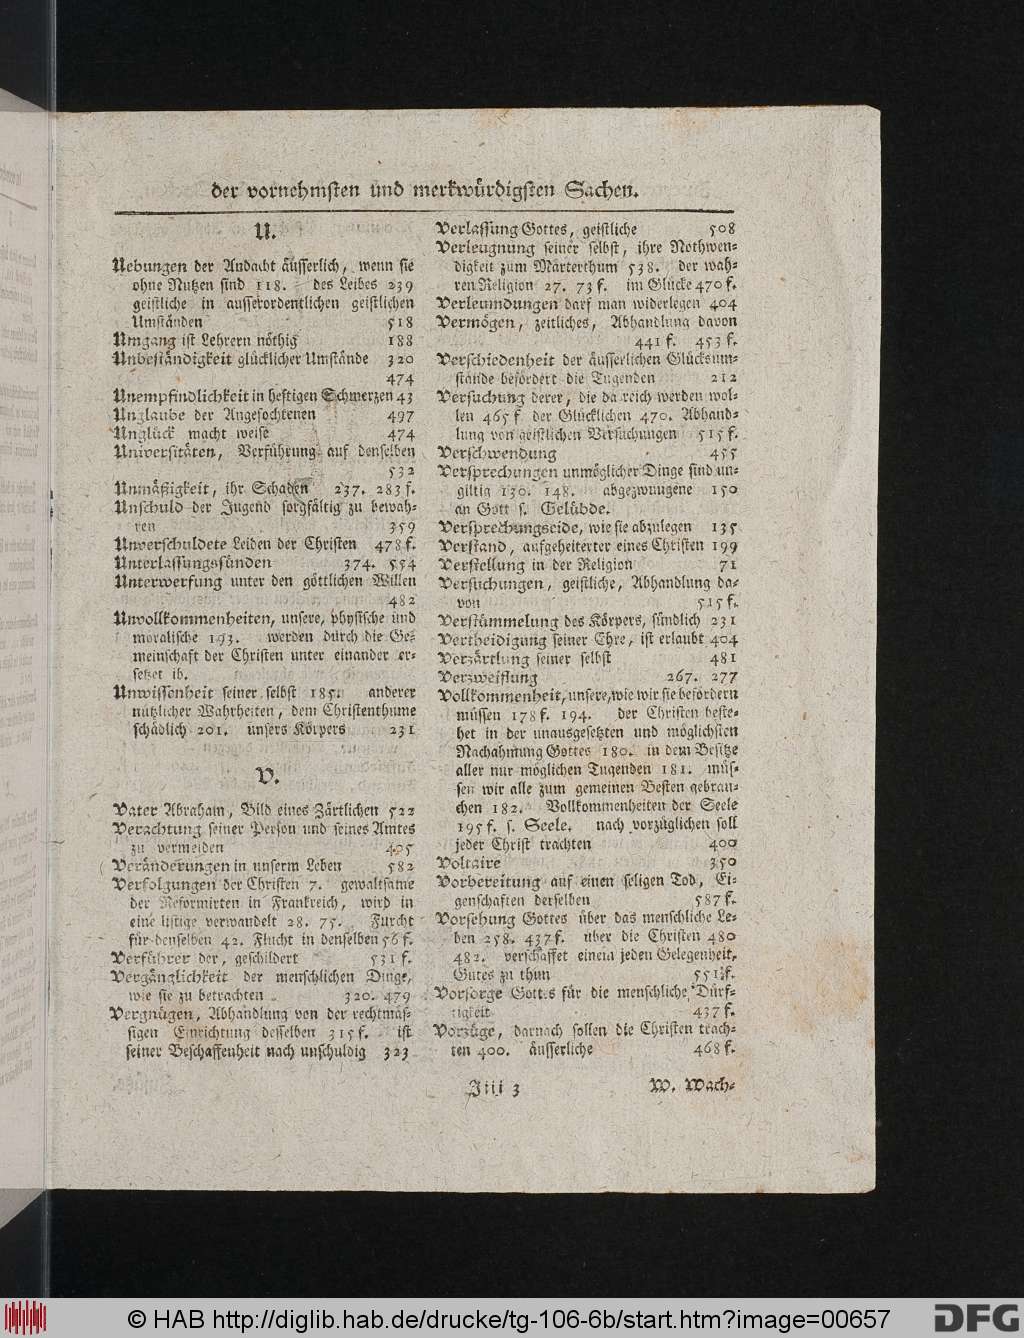 der vornehmsten und merkwürdigsten Sachen.
U.
Uebungen der Andacht äusserlich, wenn sie
ohne Nutzen sind 118. des Leibes 239
geistliche in ausserordentlichen geistlichen
Umständen 518
Umgang ist Lehrern nöthig 188
Unbeständigkeit glücklicher Umstände 320
474
Unempfindlichkeit in heftigen Schmerzen 43
Unglaube der Angefochtenen 497
Unglück macht weise 474
Universitäten, Verführung auf denselben
532
Unmäßigkeit, ihr Schaden 237. 283 f.
Unschuld der Jugend sorgfältig zu bewah-
ren 359
Unverschuldete Leiden der Christen 478 f.
Unterlassungssünden 374. 554
Unterwerfung unter den göttlichen Willen
482
Unvollkommenheiten, unsere, physische und
moralische 193. werden durch die Ge-
meinschaft der Christen unter einander er-
setzet ib.
Unwissenheit seiner selbst 185. anderer
nützlicher Wahrheiten, dem Christenthume
schädlich 201. unsers Körpers 231
V.
Vater Abraham, Bild eines Zärtlichen 522
Verachtung seiner Person und seines Amtes
zu vermeiden 405
Veränderungen in unserm Leben 582
Verfolgungen der Christen 7. gewaltsame
der Reformirten in Frankreich, wird in
eine listige verwandelt 28. 75. Furcht
für denselben 42. Flucht in denselben 56 f.
Verführer der, geschildert 531 f.
Vergänglichkeit der menschlichen Dinge,
wie sie zu betrachten 320. 479
Vergnügen, Abhandlung von der rechtmäs-
sigen Einrichtung desselben 315 f. ist
seiner Beschaffenheit nach unschuldig 323
Verlassung Gottes, geistliche 508
Verleugnung seiner selbst, ihre Nothwen-
digkeit zum Märterthum 538. der wah-
ren Religion 27. 73 f. im Glücke 470 f.
Verleumdungen darf man widerlegen 404
Vermögen, zeitliches, Abhandlung davon
441 f. 453 f.
Verschiedenheit der äusserlichen Glücksum-
stände befördert die Tugenden 212
Versuchung derer, die da reich werden wol-
len 465 f der Glücklichen 470. Abhand-
lung von geistlichen Versuchungen 515 f.
Verschwendung 455
Versprechungen unmöglicher Dinge sind un-
giltig 130. 148. abgezwungene 150
an Gott s. Gelübde.
Versprechungseide, wie sie abzulegen 135
Verstand, aufgeheiterter eines Christen 199
Verstellung in der Religion 71
Versuchungen, geistliche, Abhandlung da-
von 515 f.
Verstümmelung des Körpers, sündlich 231
Vertheidigung seiner Ehre, ist erlaubt 404
Verzärtlung seiner selbst 481
Verzweiflung 267. 277
Vollkommenheit, unsere, wie wir sie befördern
müssen 178 f. 194. der Christen beste-
het in der unausgesetzten und möglichsten
Nachahmung Gottes 180. in dem Besitze
aller nur möglichen Tugenden 181. müs-
sen wir alle zum gemeinen Besten gebrau-
chen 182. Vollkommenheiten der Seele
195 f. s. Seele. nach vorzüglichen soll
jeder Christ trachten 400
Voltaire 350
Vorbereitung auf einen seligen Tod, Ei-
genschaften derselben 587 f.
Vorsehung Gottes über das menschliche Le-
ben 258. 437 f. über die Christen 480
482. verschaffet einem jeden Gelegenheit,
Gutes zu thun 551 f.
Vorsorge Gottes für die menschliche Dürf-
tigkeit 437 f.
Vorzüge, darnach sollen die Christen trach-
ten 400. äusserliche 468 f.
Jiii 3 W. Wach-
© HAB http://diglib.hab.de/drucke/tg-106-6b/start.htm?image=00657
DFG